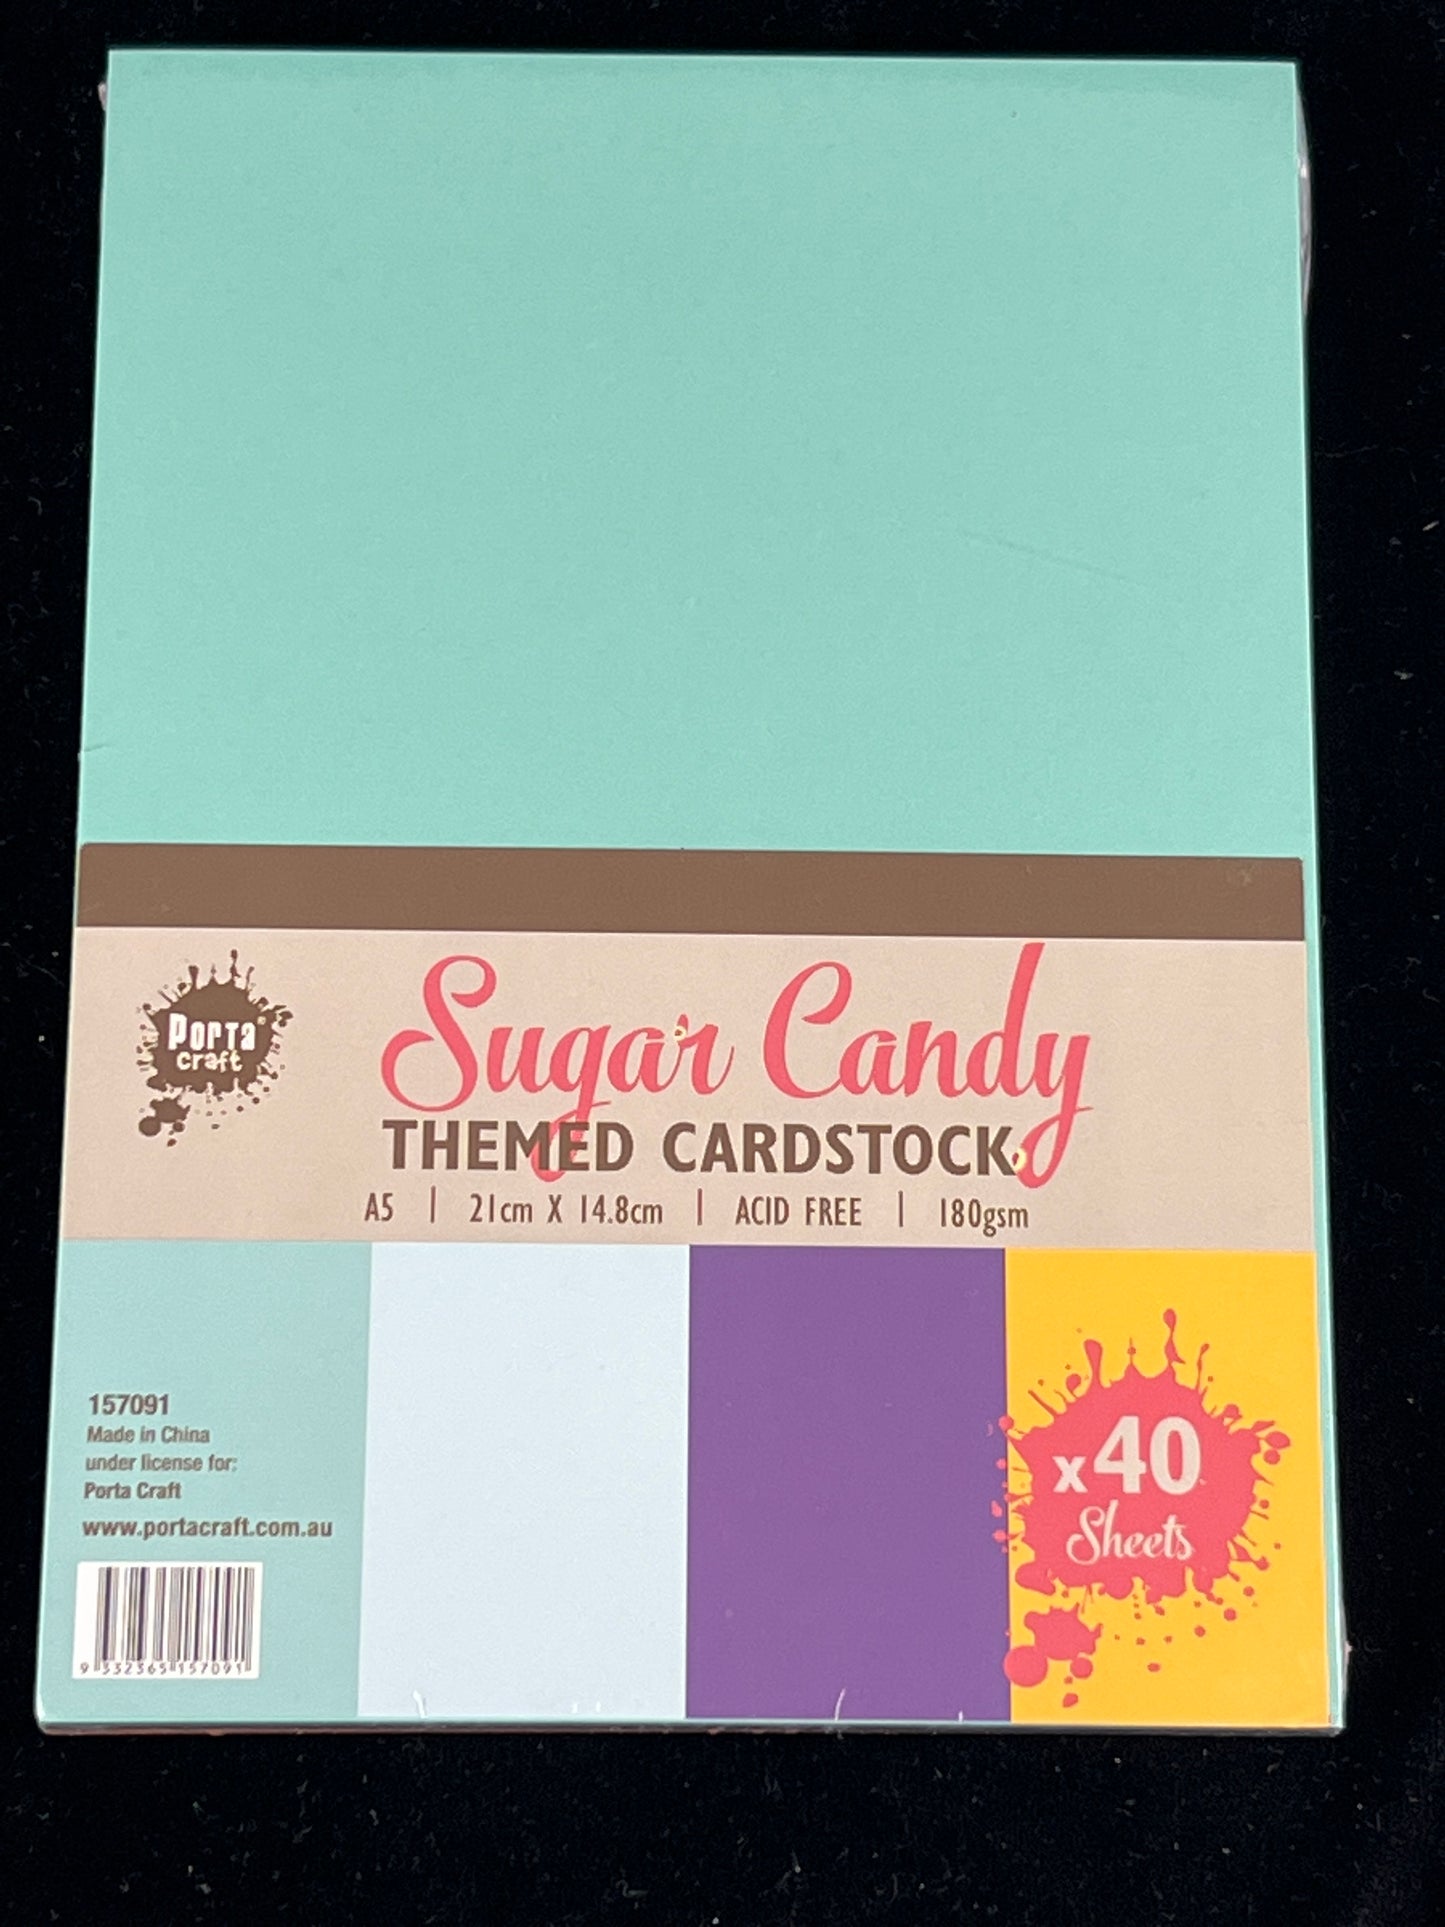 PORTA®
craft
Sugar Candy
THEMED CARDSTOCK
A5 | 21cm X 14.8cm | ACID FREE | 180gsm
157091
Made in China
under license for:
Porta Craft
www.portacraft.com.au
9 332365 157091
x40
Sheets